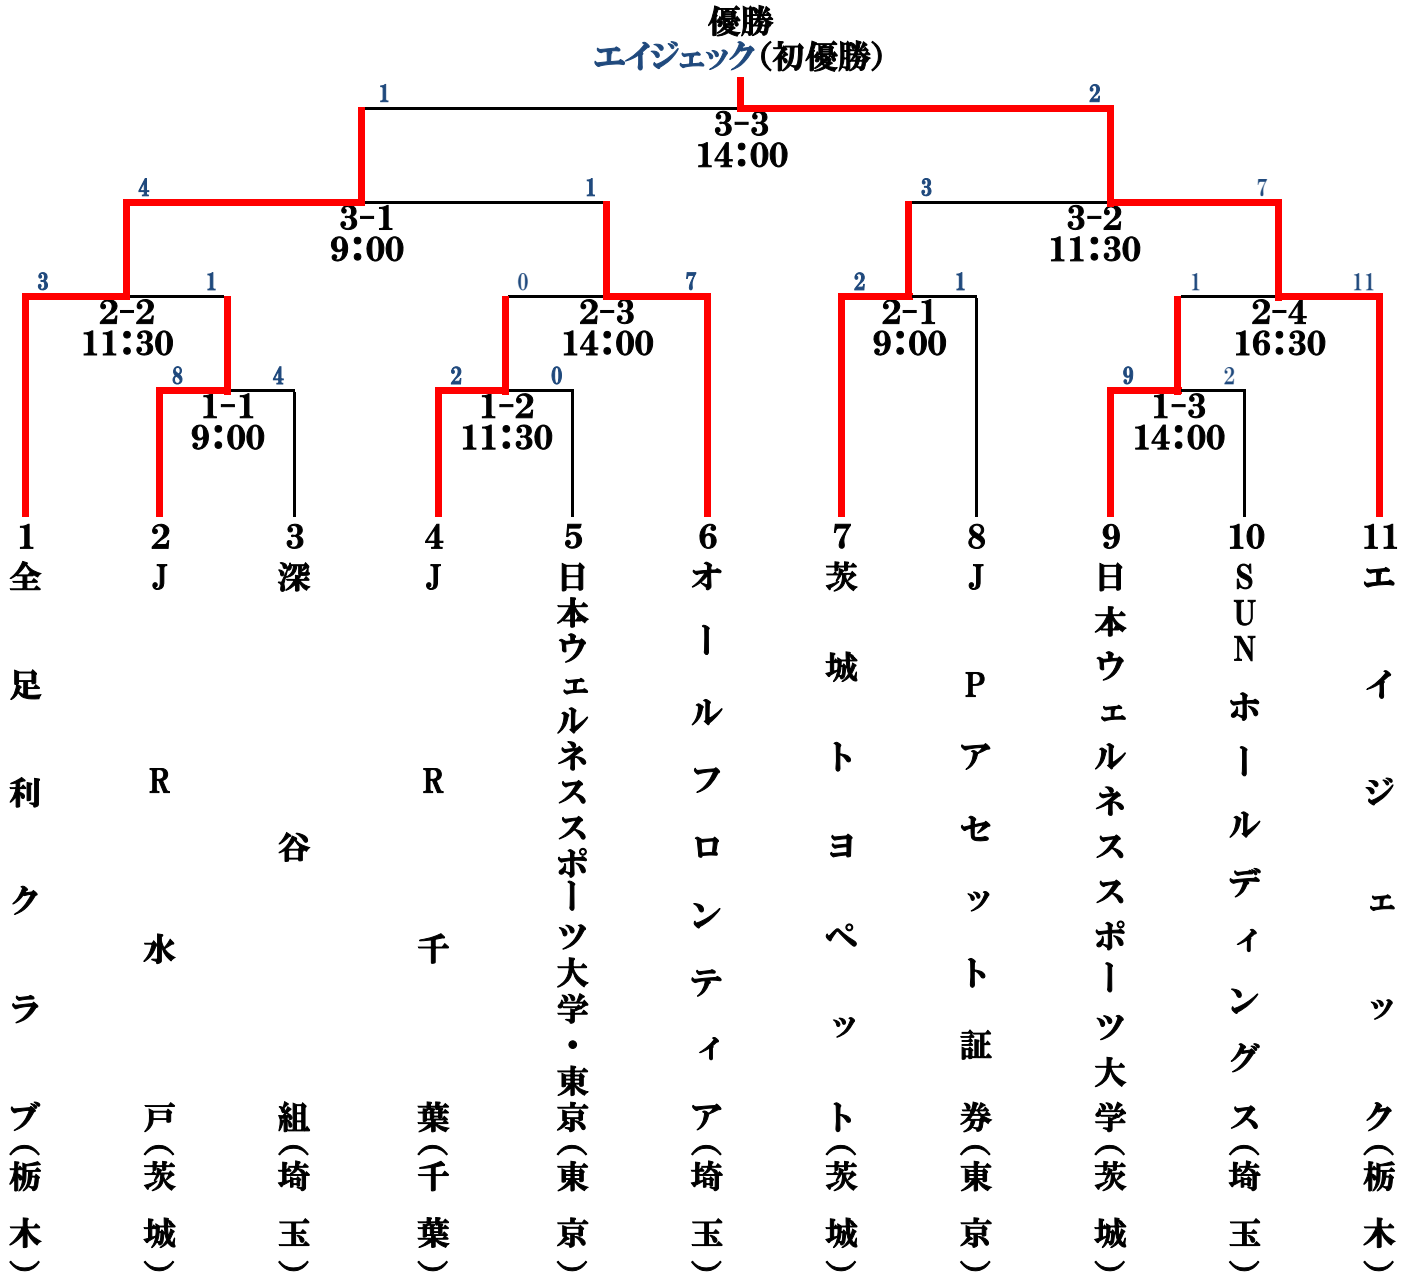 優勝
エイジェック(初優勝)
1 2
3-3
14:00
4 1 3 7
3-1 3-2
9:00 11:30
3 1 0 7 2 1 1 11
2-2 2-3 2-1 2-4
11:30 14:00 9:00 16:30
8 4 2 0 9 2
1-1 1-2 1-3
9:00 11:30 14:00
1 2 3 4 5 6 7 8 9 10 11
全足利クラブ(栃木)
JR水戸(茨城)
深谷組(埼玉)
JR千葉(千葉)
日本ウェルネススポーツ大学・東京(東京)
オールフロンティア(埼玉)
茨城トヨペット(茨城)
JPアセット証券(東京)
日本ウェルネススポーツ大学(茨城)
SUNホールディングス(埼玉)
エイジェック(栃木)